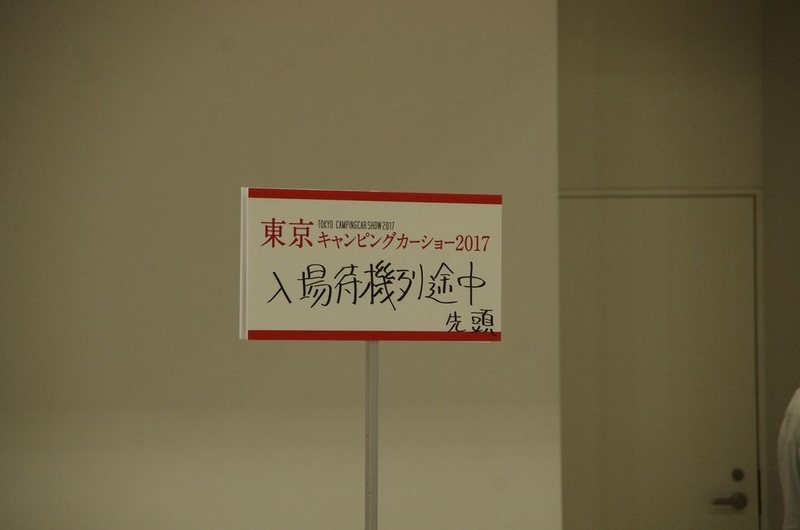 TOKYO CAMPINGCAR SHOW 2017
東京キャンピングカーショー2017
入場待機列途中
先頭